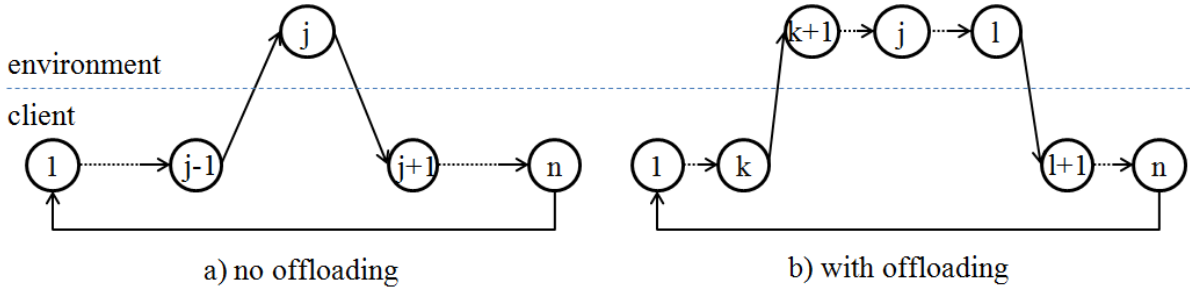 j
k+1 j l
environment
client
1 j-1 j+1 n
1 k l+1 n
a) no offloading
b) with offloading